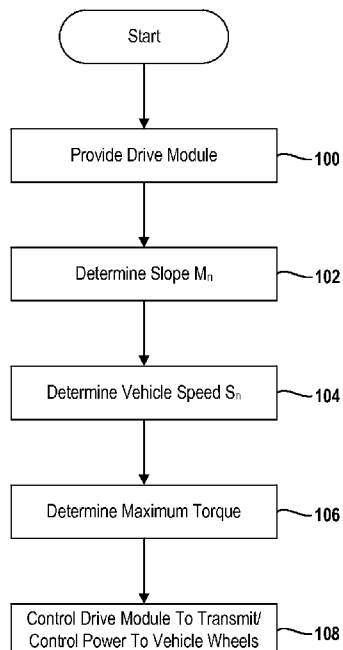 Start
Provide Drive Module
100
Determine Slope Mn
102
Determine Vehicle Speed Sn
104
Determine Maximum Torque
106
Control Drive Module To Transmit/
Control Power To Vehicle Wheels
108